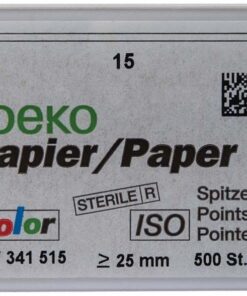 15
oeko
apier/Paper
STERILE R
olor ISO
Spitze
Points
Pointe
341 515 ≥ 25 mm 500 St.